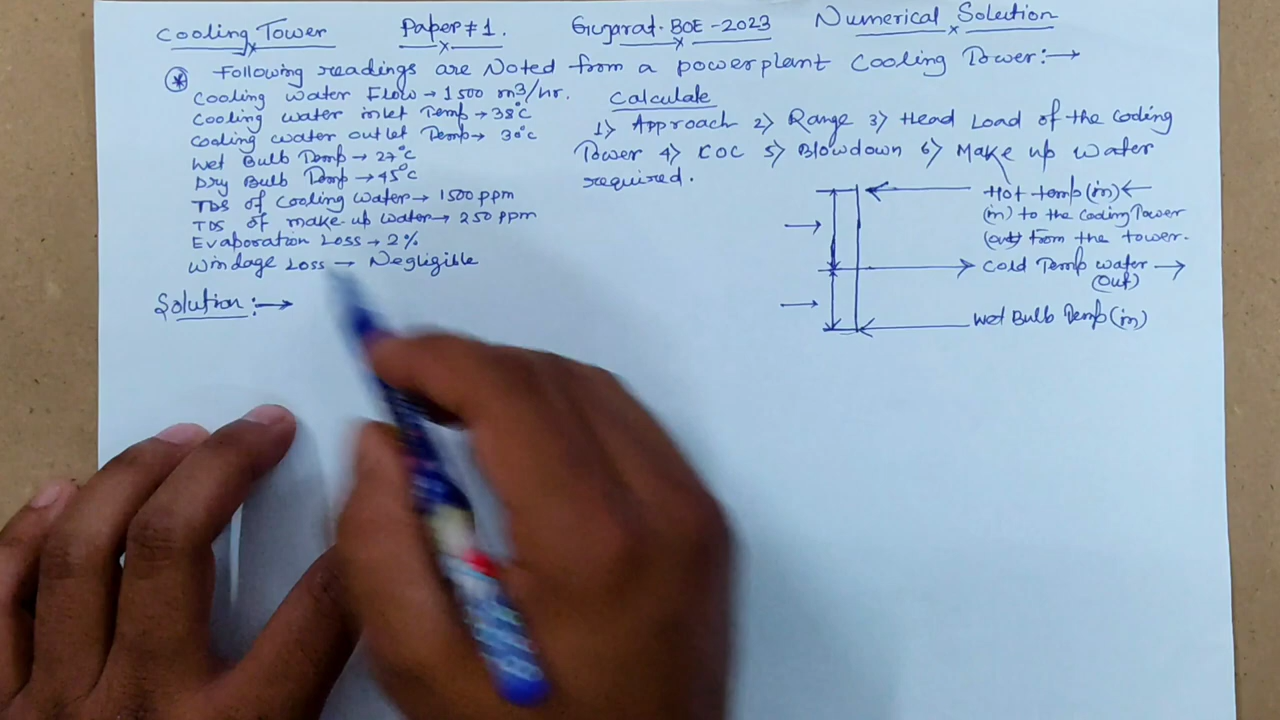 Cooling Tower Paper # 1. Gujarat. BOE - 2023 Numerical Solution
* Following readings are Noted from a powerplant Cooling Tower:→
Cooling water Flow → 1500 m3/hr.
Cooling water inlet Temp → 38°C
Cooling water outlet Temp → 30°C
Wet Bulb Temp → 27°C
Dry Bulb Temp → 45°C
TDS of Cooling Water → 1500 ppm
TDS of make-up Water → 250 ppm
Evaporation Loss → 2%
Windage Loss → Negligible
Calculate
1) Approach 2) Range 3) Head Load of the Cooling
Tower 4) COC 5) Blowdown 6) Make up water
required.
Hot temp (in) ←
(in) to the Cooling Tower
(out) from the tower.
Cold Temp water →
(out)
Wet Bulb Temp (in)
Solution:→